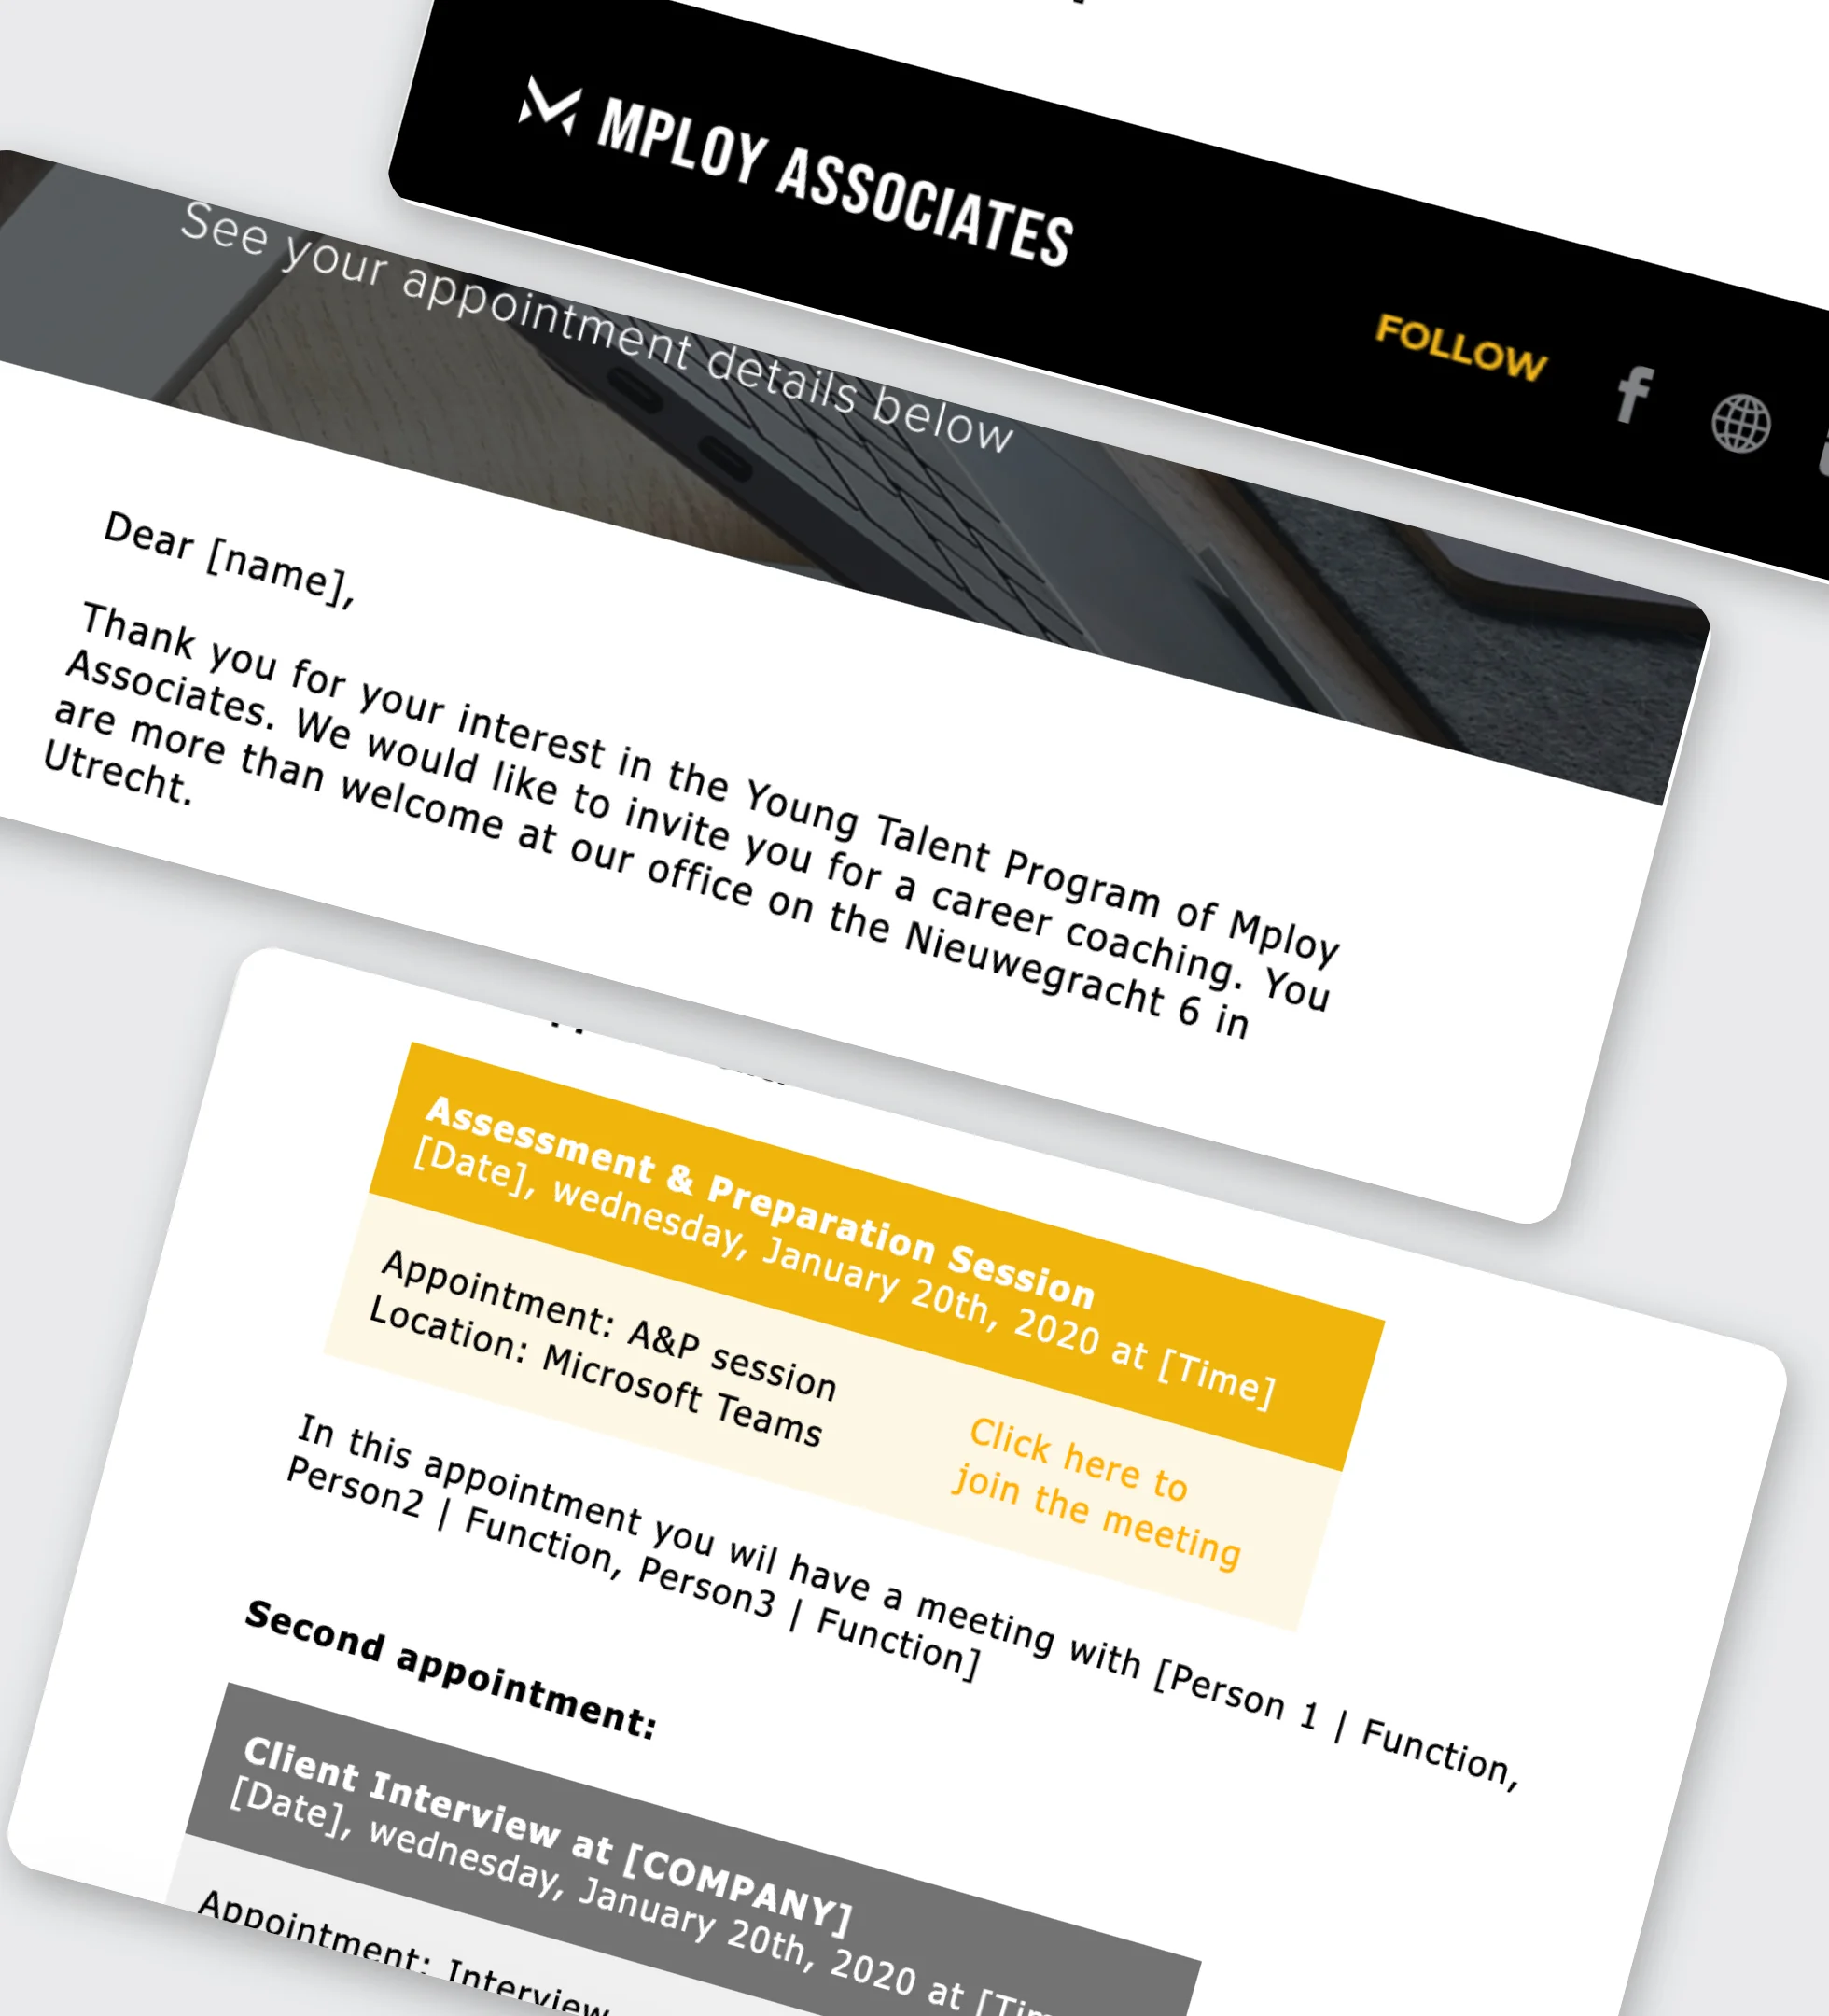 MPLOY ASSOCIATES
FOLLOW
See your appointment details below
Dear [name],
Thank you for your interest in the Young Talent Program of Mploy
Associates. We would like to invite you for a career coaching. You
are more than welcome at our office on the Nieuwegracht 6 in
Utrecht.
Assessment & Preparation Session
[Date], wednesday, January 20th, 2020 at [Time]
Appointment: A&P session
Location: Microsoft Teams
Click here to
join the meeting
In this appointment you wil have a meeting with [Person 1 | Function,
Person2 | Function, Person3 | Function]
Second appointment:
Client Interview at [COMPANY]
[Date], wednesday, January 20th, 2020 at
Appointment: Interview